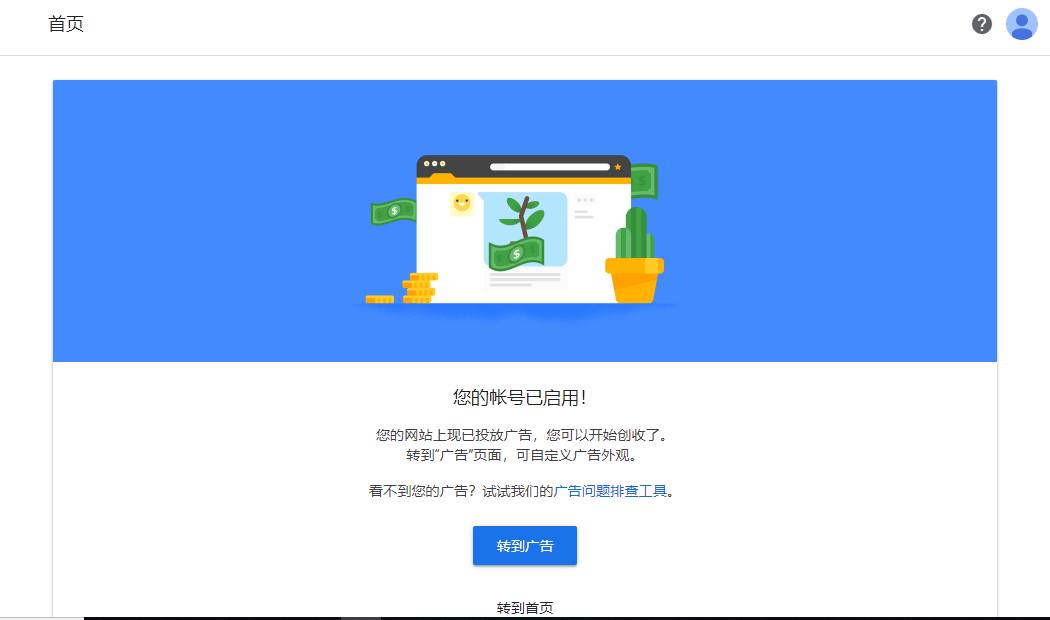 首页
您的帐号已启用！
您的网站上现已投放广告，您可以开始创收了。
转到“广告”页面，可自定义广告外观。
看不到您的广告？试试我们的广告问题排查工具。
转到广告
转到首页